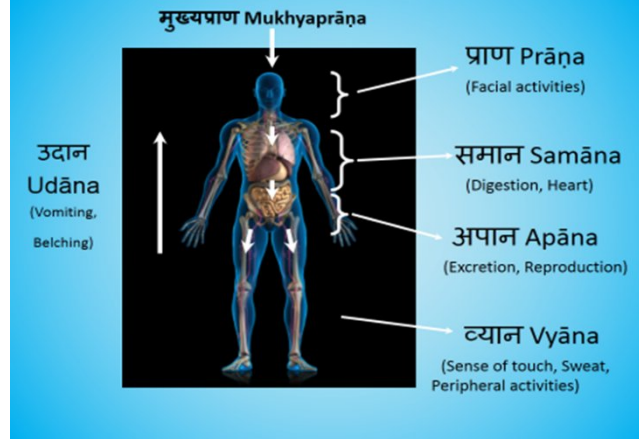 मुख्यप्राण Mukhyaprāṇa
प्राण Prāṇa
(Facial activities)
उदान
Udāna
(Vomiting,
Belching)
समान Samāna
(Digestion, Heart)
अपान Apāna
(Excretion, Reproduction)
व्यान Vyāna
(Sense of touch, Sweat,
Peripheral activities)